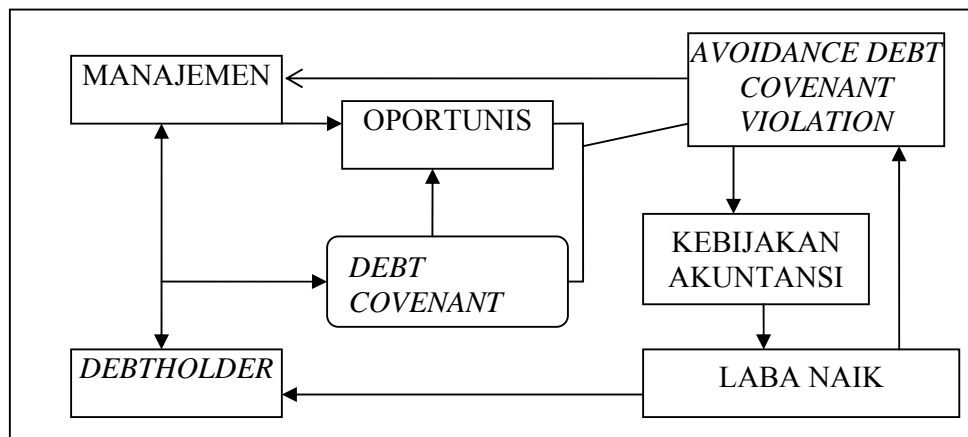 MANAJEMEN
AVOIDANCE DEBT
COVENANT
VIOLATION
OPORTUNIS
KEBIJAKAN
AKUNTANSI
DEBT
COVENANT
DEBTHOLDER
LABA NAIK